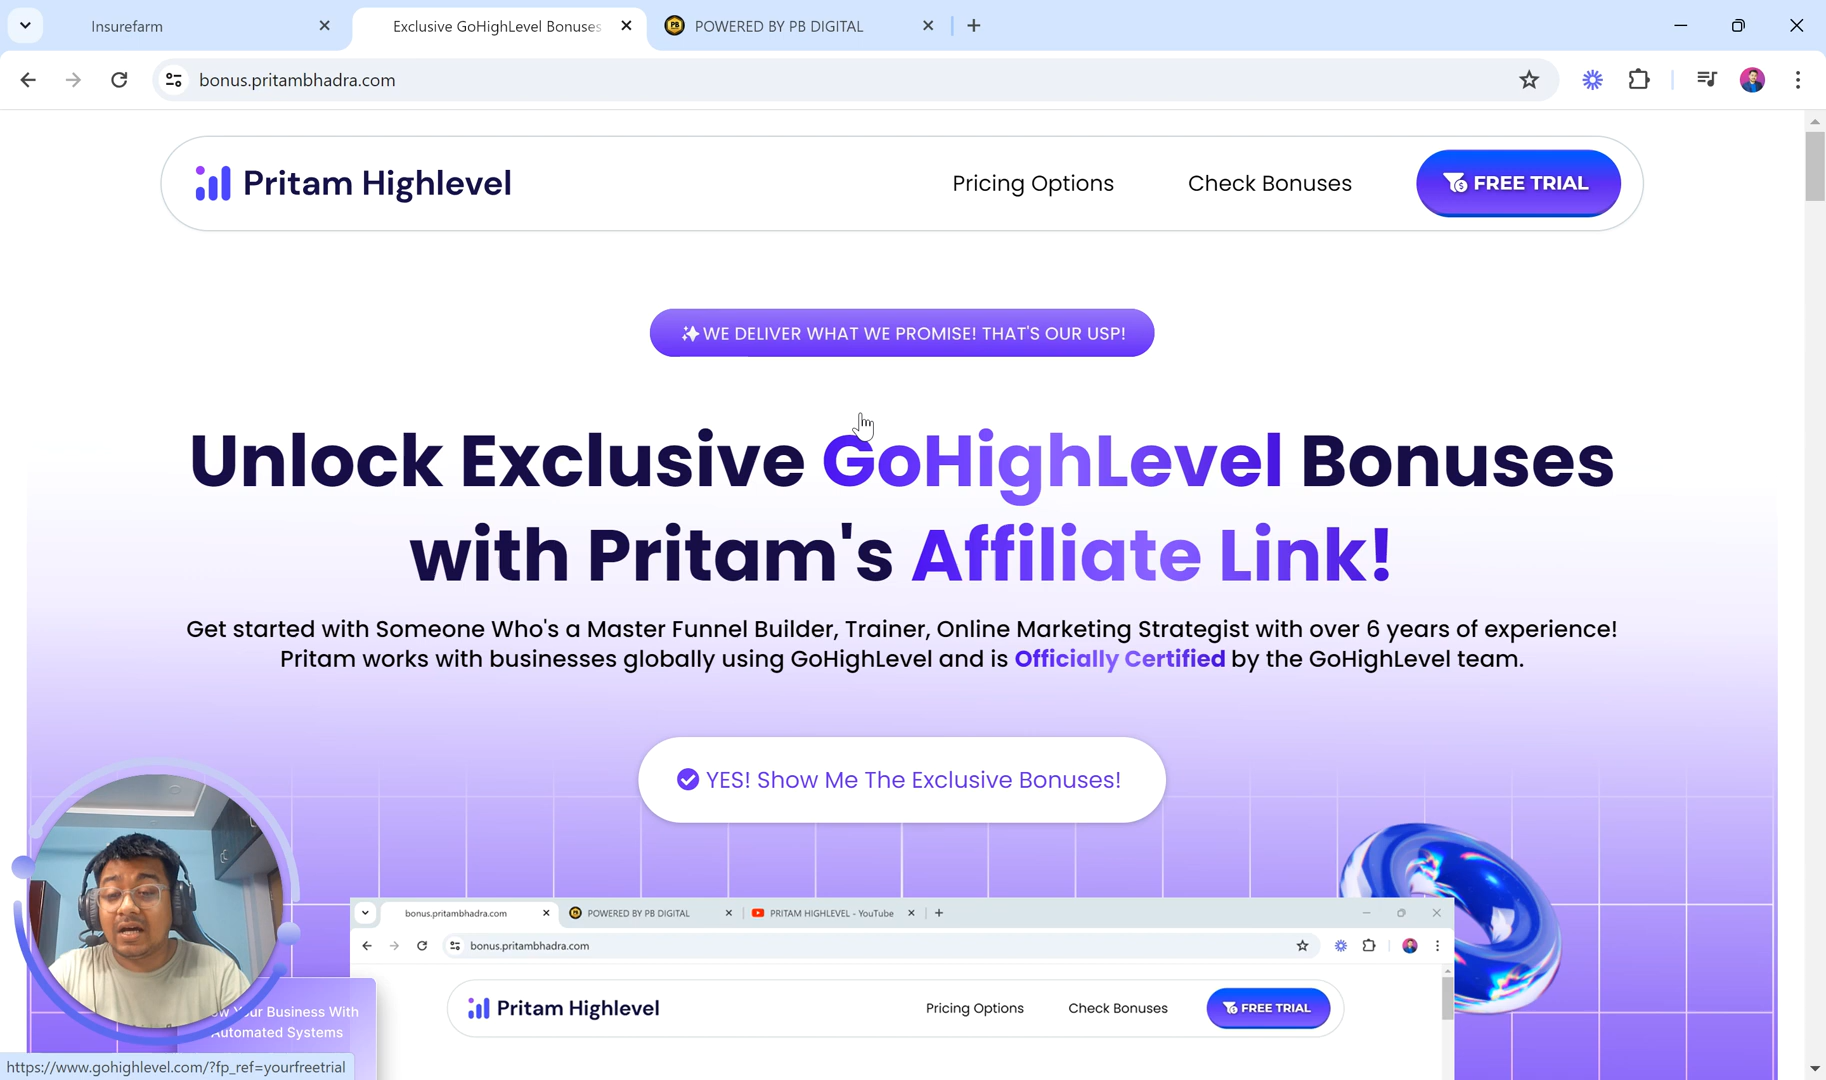 Insurefarm
Exclusive GoHighLevel Bonuses
POWERED BY PB DIGITAL
bonus.pritambhadra.com
Pritam Highlevel
Pricing Options
Check Bonuses
FREE TRIAL
WE DELIVER WHAT WE PROMISE! THAT'S OUR USP!
Unlock Exclusive GoHighLevel Bonuses
with Pritam's Affiliate Link!
Get started with Someone Who's a Master Funnel Builder, Trainer, Online Marketing Strategist with over 6 years of experience!
Pritam works with businesses globally using GoHighLevel and is Officially Certified by the GoHighLevel team.
YES! Show Me The Exclusive Bonuses!
bonus.pritambhadra.com
POWERED BY PB DIGITAL
PRITAM HIGHLEVEL - YouTube
bonus.pritambhadra.com
Pritam Highlevel
Pricing Options
Check Bonuses
FREE TRIAL
Your Business With
Automated Systems
https://www.gohighlevel.com/?fp_ref=yourfreetrial